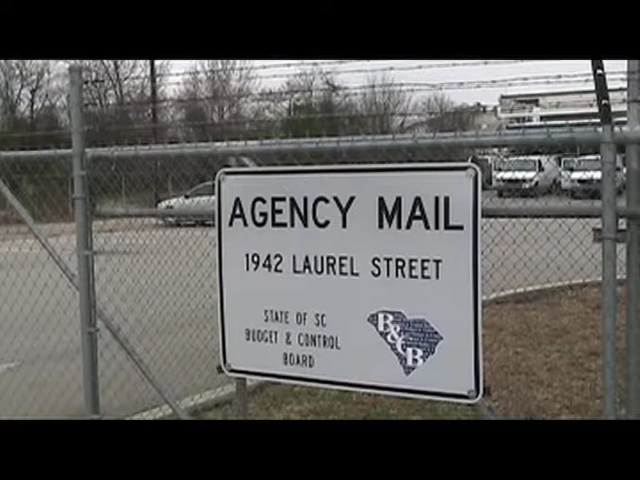 AGENCY MAIL
1942 LAUREL STREET
STATE OF SC
BUDGET & CONTROL
BOARD
B&CB